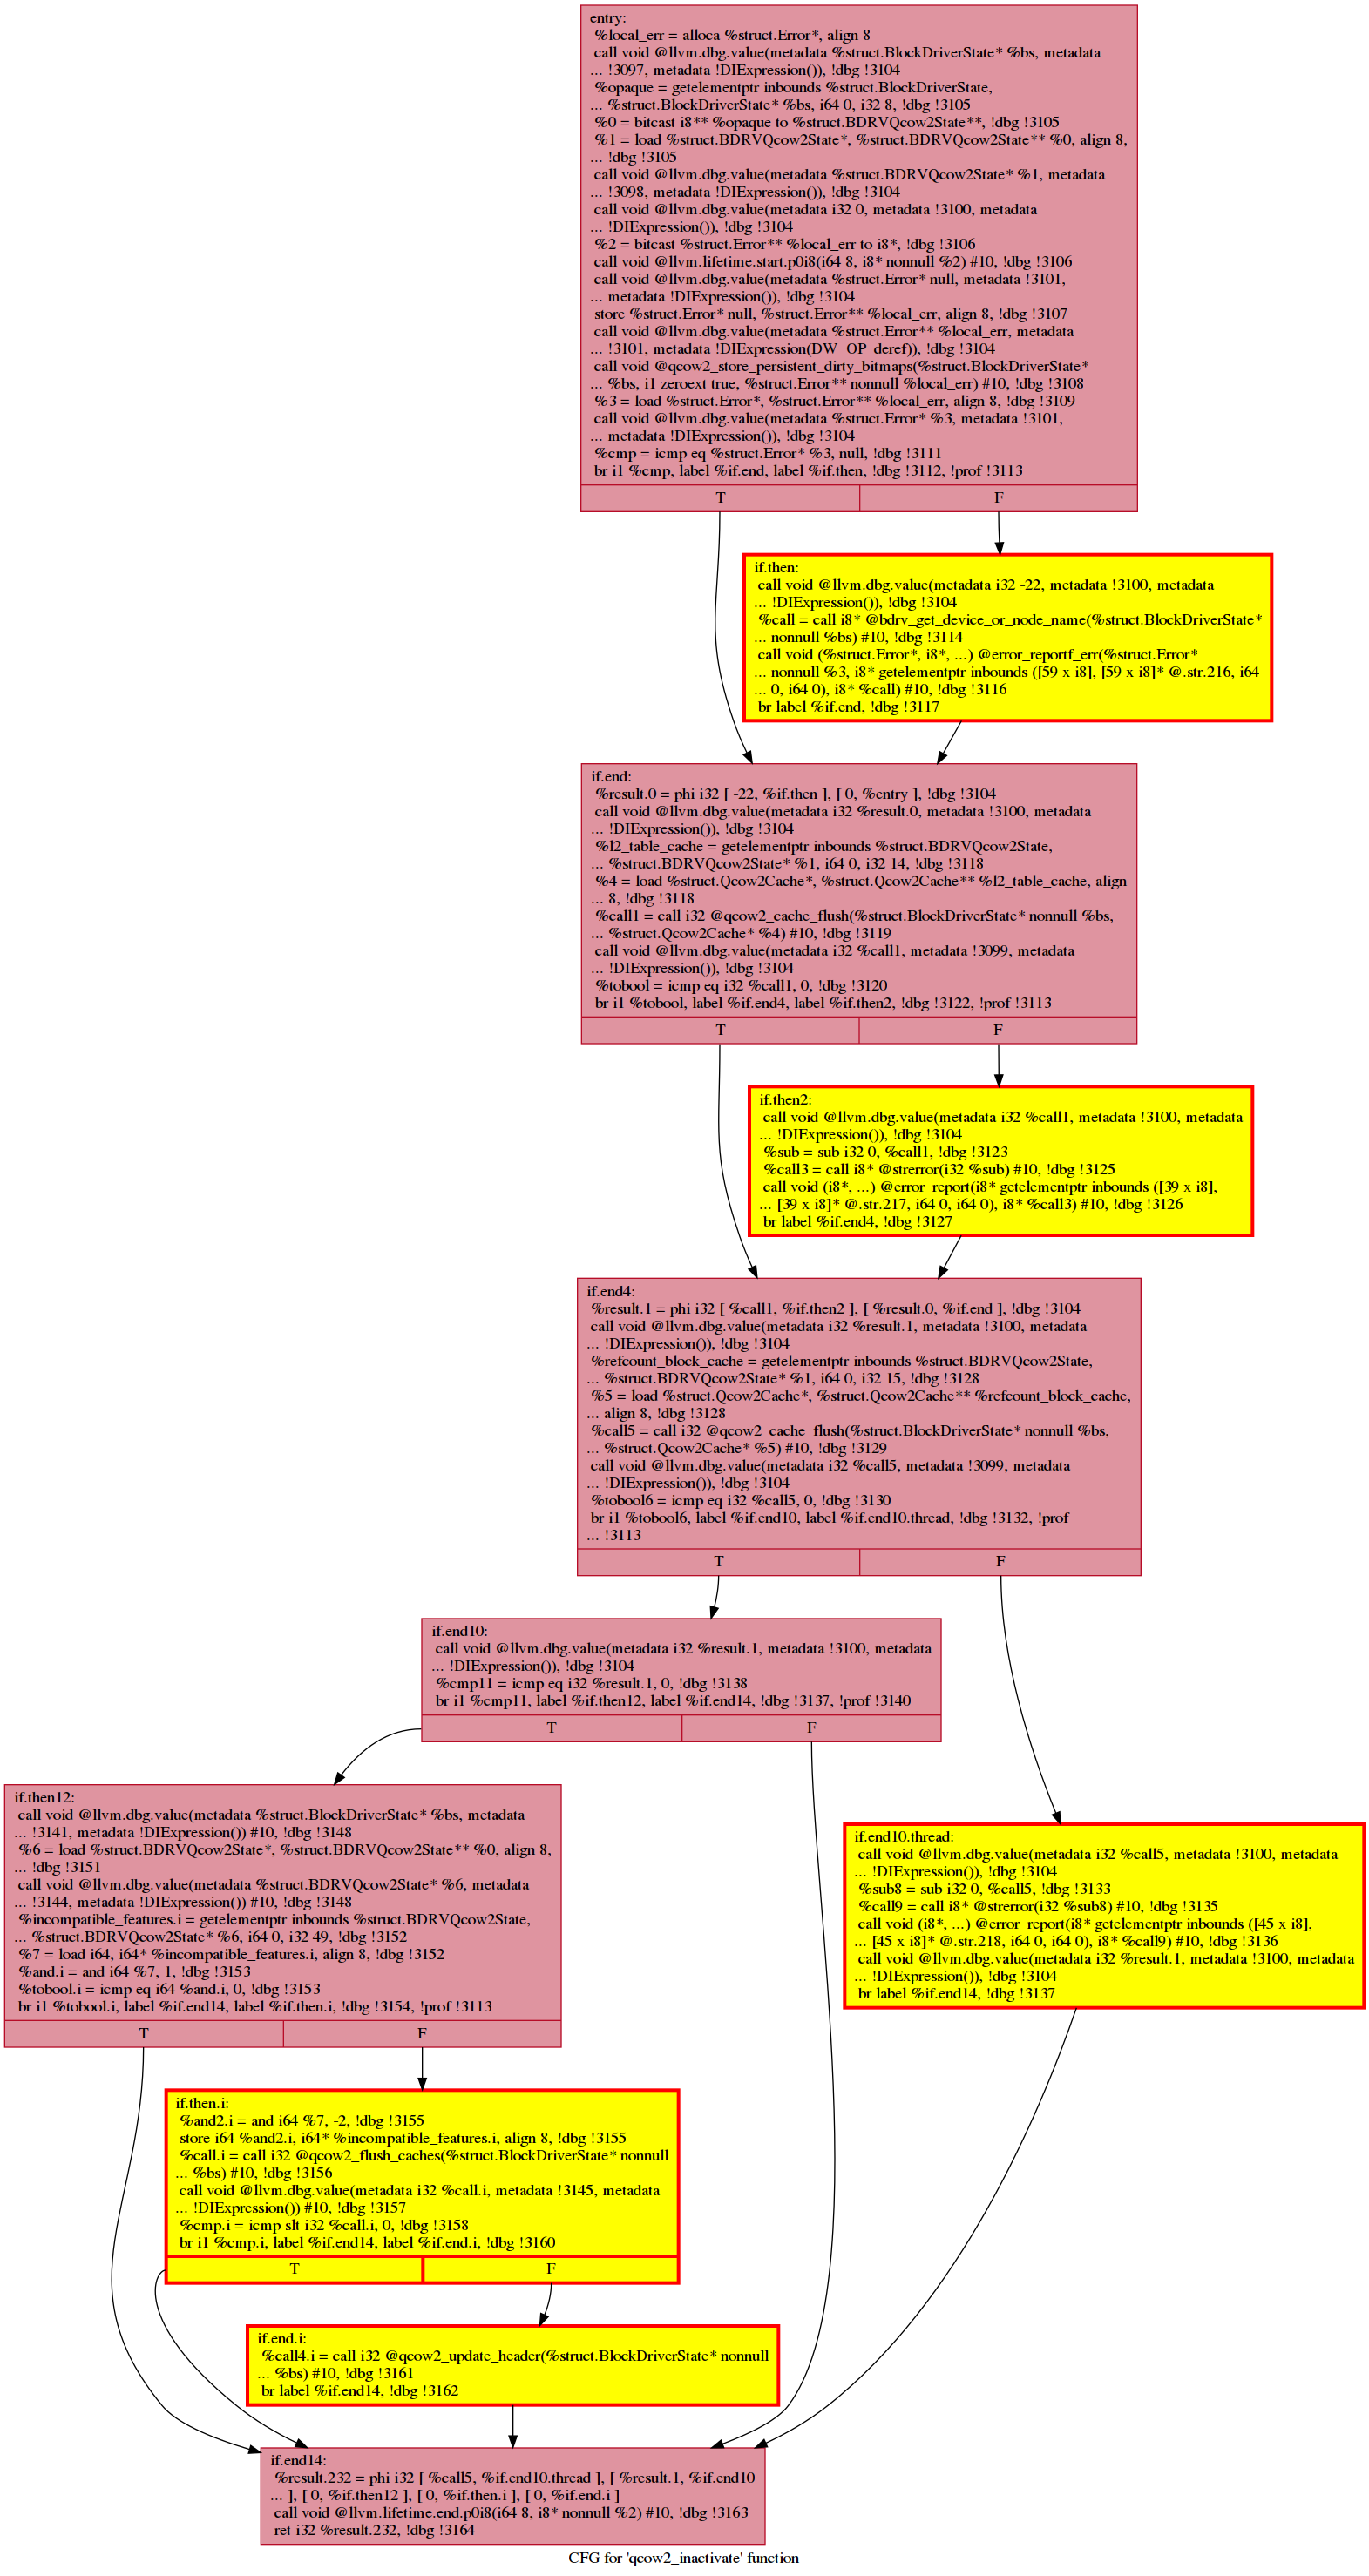 entry:
%local_err = alloca %struct.Error*, align 8
call void @llvm.dbg.value(metadata %struct.BlockDriverState* %bs, metadata
... !3097, metadata !DIExpression()), !dbg !3104
%opaque = getelementptr inbounds %struct.BlockDriverState,
... %struct.BlockDriverState* %bs, i64 0, i32 8, !dbg !3105
%0 = bitcast i8** %opaque to %struct.BDRVQcow2State**, !dbg !3105
%1 = load %struct.BDRVQcow2State*, %struct.BDRVQcow2State** %0, align 8,
... !dbg !3105
call void @llvm.dbg.value(metadata %struct.BDRVQcow2State* %1, metadata
... !3098, metadata !DIExpression()), !dbg !3104
call void @llvm.dbg.value(metadata i32 0, metadata !3100, metadata
... !DIExpression()), !dbg !3104
%2 = bitcast %struct.Error** %local_err to i8*, !dbg !3106
call void @llvm.lifetime.start.p0i8(i64 8, i8* nonnull %2) #10, !dbg !3106
call void @llvm.dbg.value(metadata %struct.Error* null, metadata !3101,
... metadata !DIExpression()), !dbg !3104
store %struct.Error* null, %struct.Error** %local_err, align 8, !dbg !3107
call void @llvm.dbg.value(metadata %struct.Error** %local_err, metadata
... !3101, metadata !DIExpression(DW_OP_deref)), !dbg !3104
call void @qcow2_store_persistent_dirty_bitmaps(%struct.BlockDriverState*
... %bs, i1 zeroext true, %struct.Error** nonnull %local_err) #10, !dbg !3108
%3 = load %struct.Error*, %struct.Error** %local_err, align 8, !dbg !3109
call void @llvm.dbg.value(metadata %struct.Error* %3, metadata !3101,
... metadata !DIExpression()), !dbg !3104
%cmp = icmp eq %struct.Error* %3, null, !dbg !3111
br i1 %cmp, label %if.end, label %if.then, !dbg !3112, !prof !3113
T F
if.then:
call void @llvm.dbg.value(metadata i32 -22, metadata !3100, metadata
... !DIExpression()), !dbg !3104
%call = call i8* @bdrv_get_device_or_node_name(%struct.BlockDriverState*
... nonnull %bs) #10, !dbg !3114
call void (%struct.Error*, i8*, ...) @error_reportf_err(%struct.Error*
... nonnull %3, i8* getelementptr inbounds ([59 x i8], [59 x i8]* @.str.216, i64
... 0, i64 0), i8* %call) #10, !dbg !3116
br label %if.end, !dbg !3117
if.end:
%result.0 = phi i32 [ -22, %if.then ], [ 0, %entry ], !dbg !3104
call void @llvm.dbg.value(metadata i32 %result.0, metadata !3100, metadata
... !DIExpression()), !dbg !3104
%l2_table_cache = getelementptr inbounds %struct.BDRVQcow2State,
... %struct.BDRVQcow2State* %1, i64 0, i32 14, !dbg !3118
%4 = load %struct.Qcow2Cache*, %struct.Qcow2Cache** %l2_table_cache, align
... 8, !dbg !3118
%call1 = call i32 @qcow2_cache_flush(%struct.BlockDriverState* nonnull %bs,
... %struct.Qcow2Cache* %4) #10, !dbg !3119
call void @llvm.dbg.value(metadata i32 %call1, metadata !3099, metadata
... !DIExpression()), !dbg !3104
%tobool = icmp eq i32 %call1, 0, !dbg !3120
br i1 %tobool, label %if.end4, label %if.then2, !dbg !3122, !prof !3113
T F
if.then2:
call void @llvm.dbg.value(metadata i32 %call1, metadata !3100, metadata
... !DIExpression()), !dbg !3104
%sub = sub i32 0, %call1, !dbg !3123
%call3 = call i8* @strerror(i32 %sub) #10, !dbg !3125
call void (i8*, ...) @error_report(i8* getelementptr inbounds ([39 x i8],
... [39 x i8]* @.str.217, i64 0, i64 0), i8* %call3) #10, !dbg !3126
br label %if.end4, !dbg !3127
if.end4:
%result.1 = phi i32 [ %call1, %if.then2 ], [ %result.0, %if.end ], !dbg !3104
call void @llvm.dbg.value(metadata i32 %result.1, metadata !3100, metadata
... !DIExpression()), !dbg !3104
%refcount_block_cache = getelementptr inbounds %struct.BDRVQcow2State,
... %struct.BDRVQcow2State* %1, i64 0, i32 15, !dbg !3128
%5 = load %struct.Qcow2Cache*, %struct.Qcow2Cache** %refcount_block_cache,
... align 8, !dbg !3128
%call5 = call i32 @qcow2_cache_flush(%struct.BlockDriverState* nonnull %bs,
... %struct.Qcow2Cache* %5) #10, !dbg !3129
call void @llvm.dbg.value(metadata i32 %call5, metadata !3099, metadata
... !DIExpression()), !dbg !3104
%tobool6 = icmp eq i32 %call5, 0, !dbg !3130
br i1 %tobool6, label %if.end10, label %if.end10.thread, !dbg !3132, !prof
... !3113
T F
if.end10:
call void @llvm.dbg.value(metadata i32 %result.1, metadata !3100, metadata
... !DIExpression()), !dbg !3104
%cmp11 = icmp eq i32 %result.1, 0, !dbg !3138
br i1 %cmp11, label %if.then12, label %if.end14, !dbg !3137, !prof !3140
T F
if.then12:
call void @llvm.dbg.value(metadata %struct.BlockDriverState* %bs, metadata
... !3141, metadata !DIExpression()) #10, !dbg !3148
%6 = load %struct.BDRVQcow2State*, %struct.BDRVQcow2State** %0, align 8,
... !dbg !3151
call void @llvm.dbg.value(metadata %struct.BDRVQcow2State* %6, metadata
... !3144, metadata !DIExpression()) #10, !dbg !3148
%incompatible_features.i = getelementptr inbounds %struct.BDRVQcow2State,
... %struct.BDRVQcow2State* %6, i64 0, i32 49, !dbg !3152
%7 = load i64, i64* %incompatible_features.i, align 8, !dbg !3152
%and.i = and i64 %7, 1, !dbg !3153
%tobool.i = icmp eq i64 %and.i, 0, !dbg !3153
br i1 %tobool.i, label %if.end14, label %if.then.i, !dbg !3154, !prof !3113
T F
if.end10.thread:
call void @llvm.dbg.value(metadata i32 %call5, metadata !3100, metadata
... !DIExpression()), !dbg !3104
%sub8 = sub i32 0, %call5, !dbg !3133
%call9 = call i8* @strerror(i32 %sub8) #10, !dbg !3135
call void (i8*, ...) @error_report(i8* getelementptr inbounds ([45 x i8],
... [45 x i8]* @.str.218, i64 0, i64 0), i8* %call9) #10, !dbg !3136
call void @llvm.dbg.value(metadata i32 %result.1, metadata !3100, metadata
... !DIExpression()), !dbg !3104
br label %if.end14, !dbg !3137
if.then.i:
%and2.i = and i64 %7, -2, !dbg !3155
store i64 %and2.i, i64* %incompatible_features.i, align 8, !dbg !3155
%call.i = call i32 @qcow2_flush_caches(%struct.BlockDriverState* nonnull
... %bs) #10, !dbg !3156
call void @llvm.dbg.value(metadata i32 %call.i, metadata !3145, metadata
... !DIExpression()) #10, !dbg !3157
%cmp.i = icmp slt i32 %call.i, 0, !dbg !3158
br i1 %cmp.i, label %if.end14, label %if.end.i, !dbg !3160
T F
if.end.i:
%call4.i = call i32 @qcow2_update_header(%struct.BlockDriverState* nonnull
... %bs) #10, !dbg !3161
br label %if.end14, !dbg !3162
if.end14:
%result.232 = phi i32 [ %call5, %if.end10.thread ], [ %result.1, %if.end10
... ], [ 0, %if.then12 ], [ 0, %if.then.i ], [ 0, %if.end.i ]
call void @llvm.lifetime.end.p0i8(i64 8, i8* nonnull %2) #10, !dbg !3163
ret i32 %result.232, !dbg !3164
CFG for 'qcow2_inactivate' function